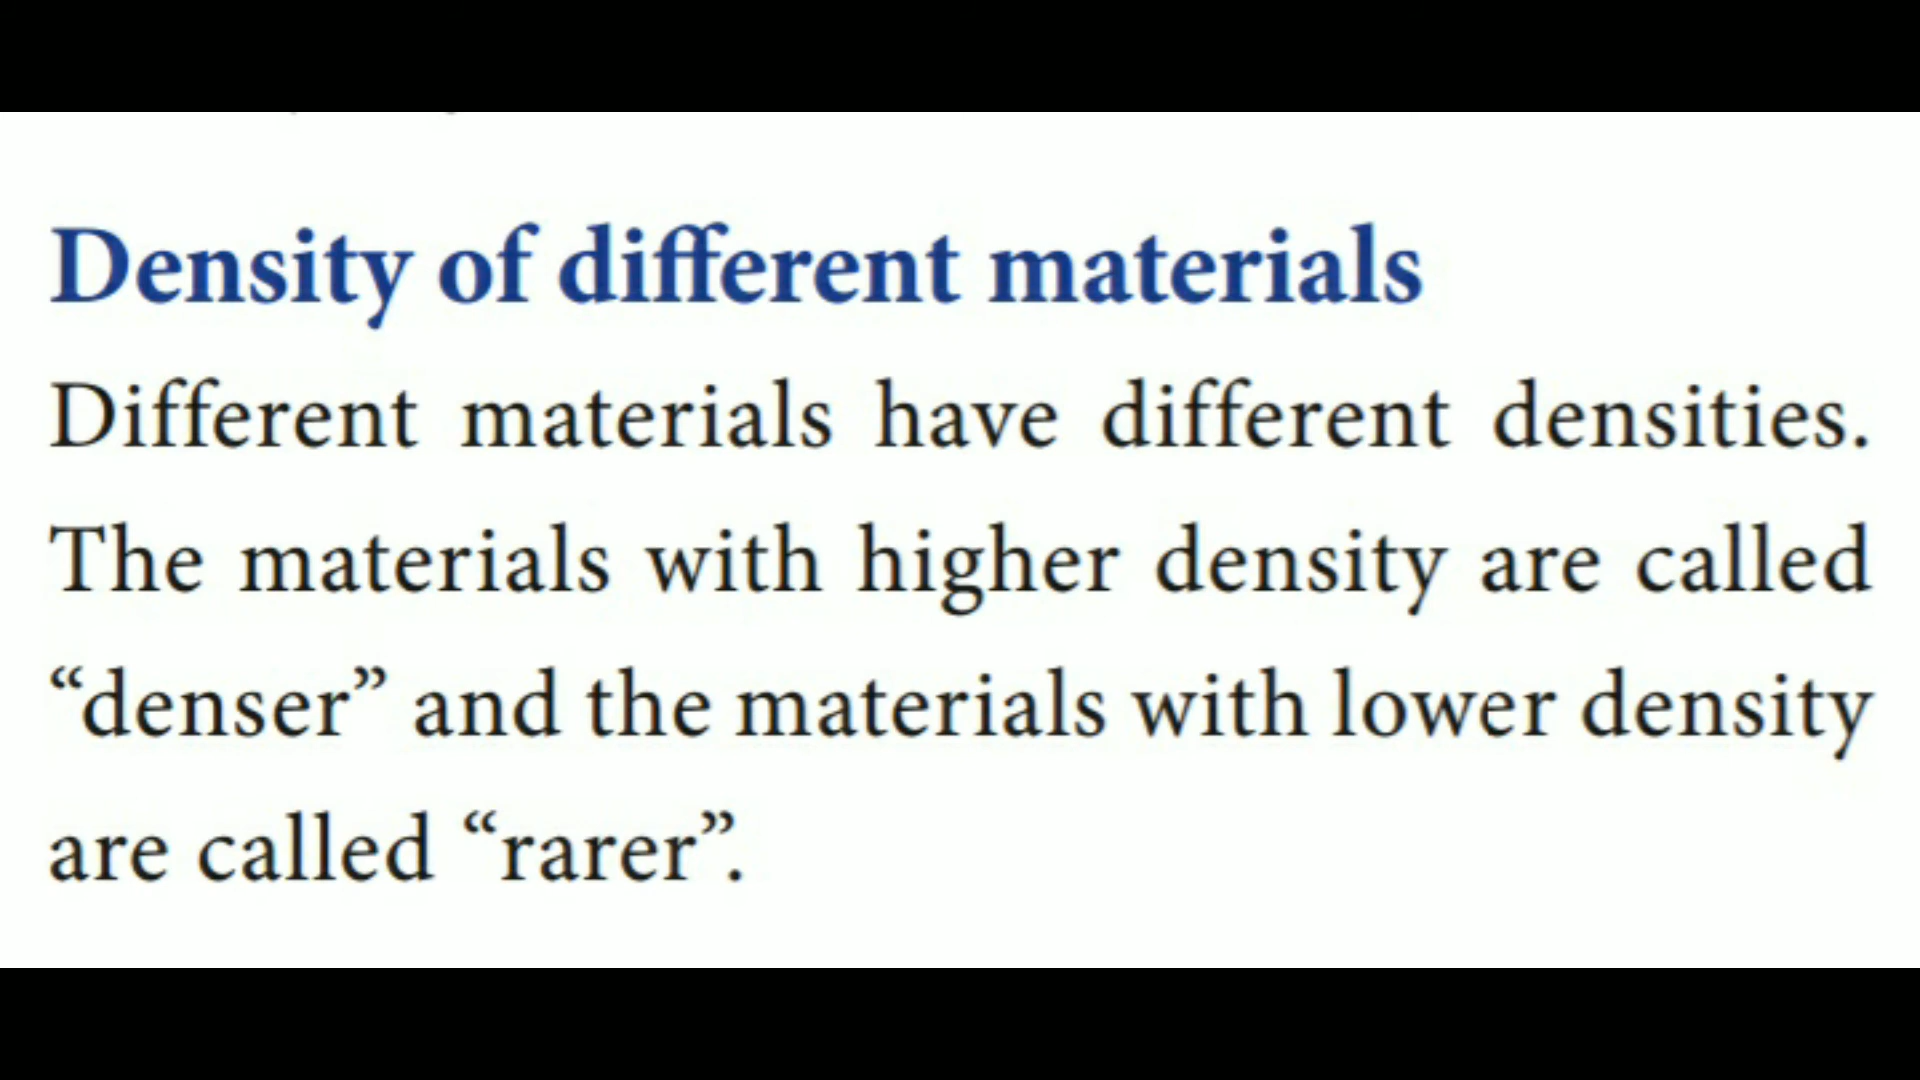 Density of different materials
Different materials have different densities.
The materials with higher density are called
“denser” and the materials with lower density
are called “rarer”.